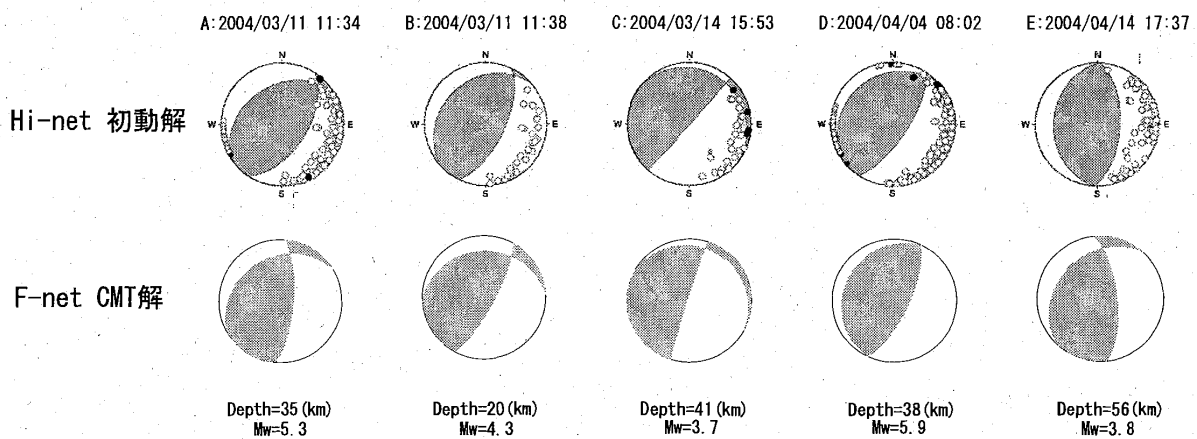 A:2004/03/11 11:34 B:2004/03/11 11:38 C:2004/03/14 15:53 D:2004/04/04 08:02 E:2004/04/14 17:37
N N N N N
Hi-net 初動解
W E W E W E W E W E
S S S S S
F-net CMT解
Depth=35(km) Depth=20(km) Depth=41(km) Depth=38(km) Depth=56(km)
Mw=5.3 Mw=4.3 Mw=3.7 Mw=5.9 Mw=3.8